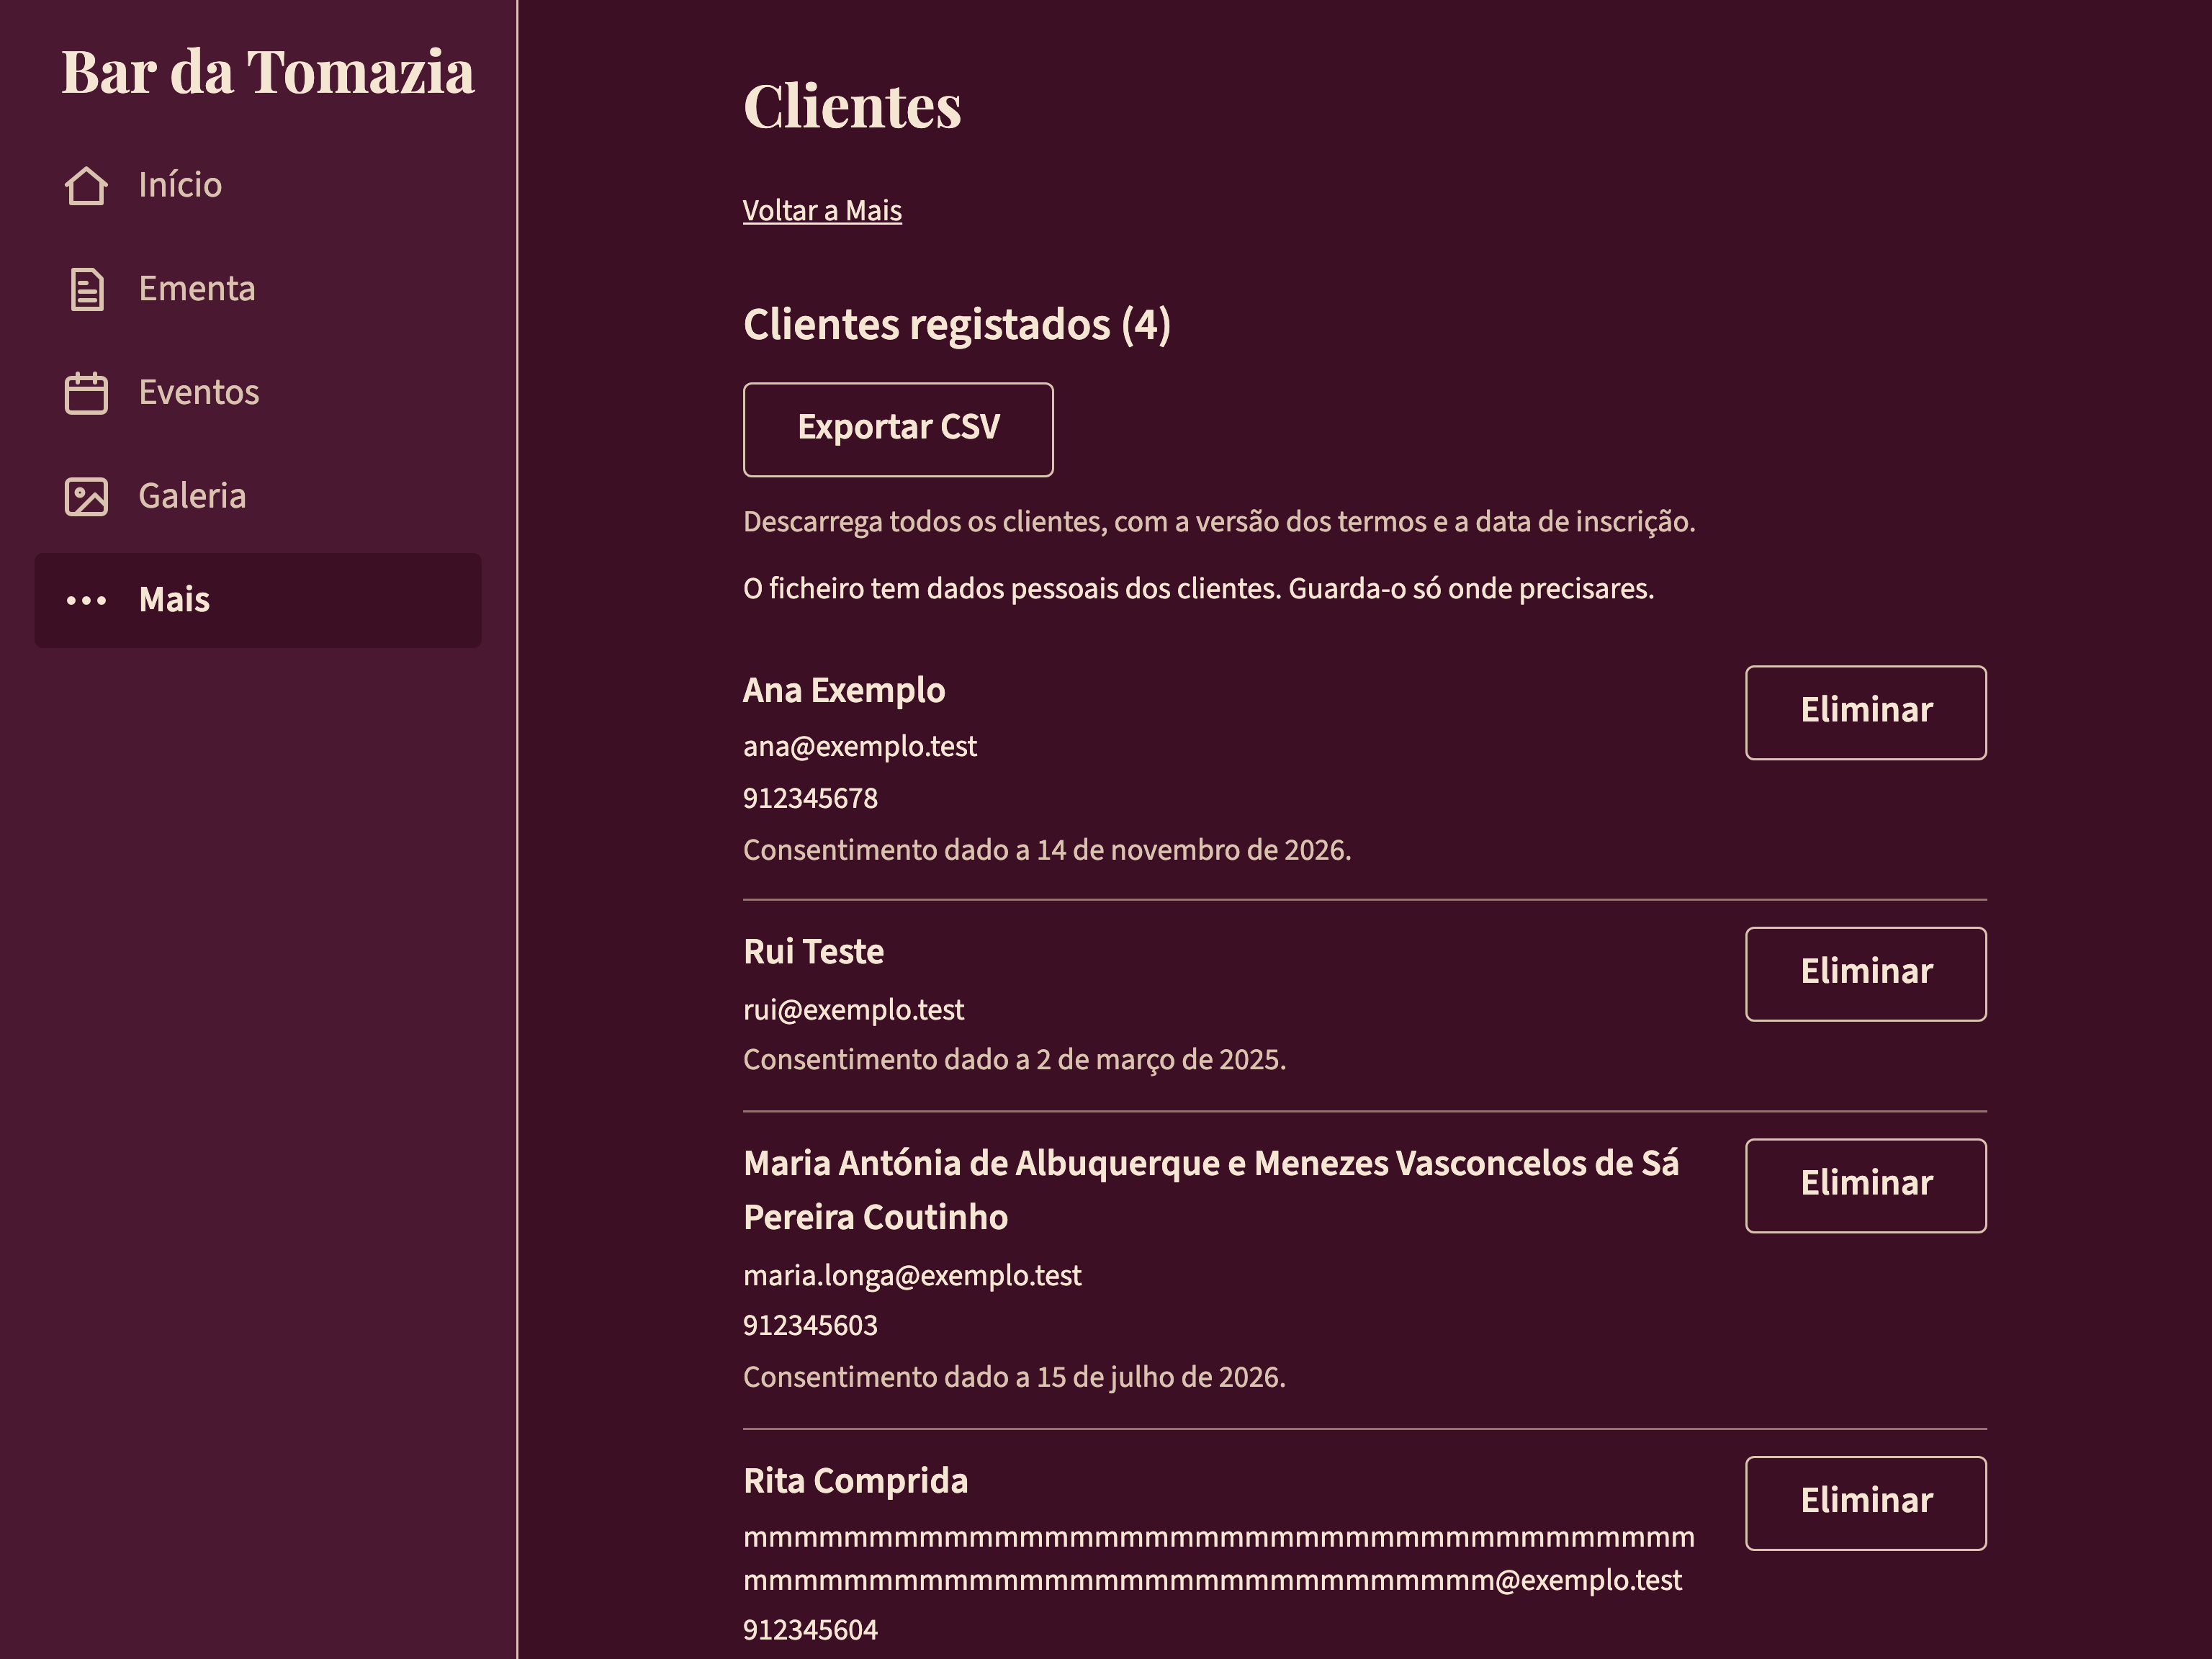 Bar da Tomazia
Início
Ementa
Eventos
Galeria
Mais
Clientes
Voltar a Mais
Clientes registados (4)
Exportar CSV
Descarrega todos os clientes, com a versão dos termos e a data de inscrição.
O ficheiro tem dados pessoais dos clientes. Guarda-o só onde precisares.
Ana Exemplo
Eliminar
ana@exemplo.test
912345678
Consentimento dado a 14 de novembro de 2026.
Rui Teste
Eliminar
rui@exemplo.test
Consentimento dado a 2 de março de 2025.
Maria Antónia de Albuquerque e Menezes Vasconcelos de Sá
Pereira Coutinho
Eliminar
maria.longa@exemplo.test
912345603
Consentimento dado a 15 de julho de 2026.
Rita Comprida
Eliminar
mmmmmmmmmmmmmmmmmmmmmmmmmmmmmmmmmmmmmm
mmmmmmmmmmmmmmmmmmmmmmmmmmmmmm@exemplo.test
912345604